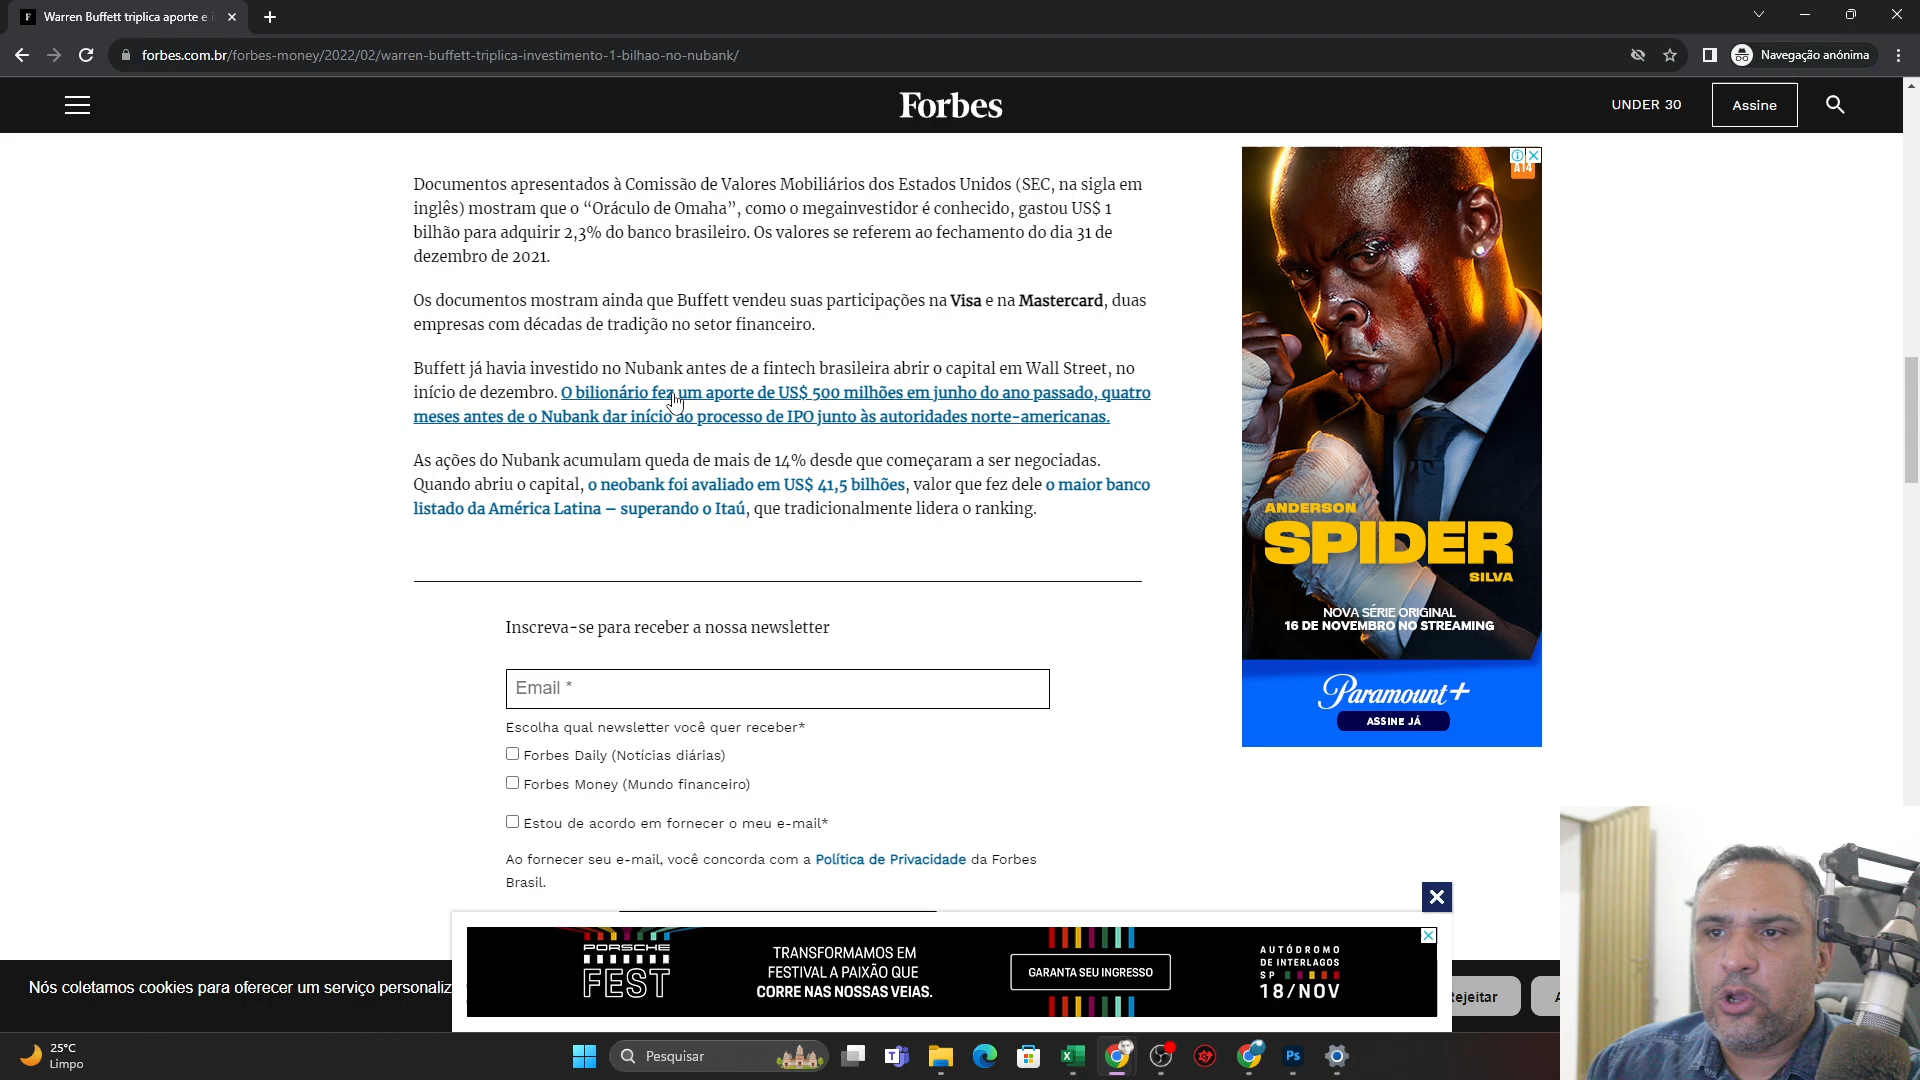 Warren Buffett triplica aporte e i
forbes.com.br/forbes-money/2022/02/warren-buffett-triplica-investimento-1-bilhao-no-nubank/
Navegação anónima
Forbes
UNDER 30
Assine
Documentos apresentados à Comissão de Valores Mobiliários dos Estados Unidos (SEC, na sigla em
inglês) mostram que o “Oráculo de Omaha”, como o megainvestidor é conhecido, gastou US$ 1
bilhão para adquirir 2,3% do banco brasileiro. Os valores se referem ao fechamento do dia 31 de
dezembro de 2021.
Os documentos mostram ainda que Buffett vendeu suas participações na Visa e na Mastercard, duas
empresas com décadas de tradição no setor financeiro.
Buffett já havia investido no Nubank antes de a fintech brasileira abrir o capital em Wall Street, no
início de dezembro. O bilionário fez um aporte de US$ 500 milhões em junho do ano passado, quatro
meses antes de o Nubank dar início ao processo de IPO junto às autoridades norte-americanas.
As ações do Nubank acumulam queda de mais de 14% desde que começaram a ser negociadas.
Quando abriu o capital, o neobank foi avaliado em US$ 41,5 bilhões, valor que fez dele o maior banco
listado da América Latina – superando o Itaú, que tradicionalmente lidera o ranking.
Inscreva-se para receber a nossa newsletter
Email *
Escolha qual newsletter você quer receber*
Forbes Daily (Notícias diárias)
Forbes Money (Mundo financeiro)
Estou de acordo em fornecer o meu e-mail*
Ao fornecer seu e-mail, você concorda com a Política de Privacidade da Forbes
Brasil.
A14
ANDERSON
SPIDER
SILVA
NOVA SÉRIE ORIGINAL
16 DE NOVEMBRO NO STREAMING
Paramount+
ASSINE JÁ
PORSCHE
FEST
TRANSFORMAMOS EM
FESTIVAL A PAIXÃO QUE
CORRE NAS NOSSAS VEIAS.
GARANTA SEU INGRESSO
AUTÓDROMO
DE INTERLAGOS
SP
18/NOV
Nós coletamos cookies para oferecer um serviço personaliz
ejeitar
A
25°C
Limpo
Pesquisar
Ps